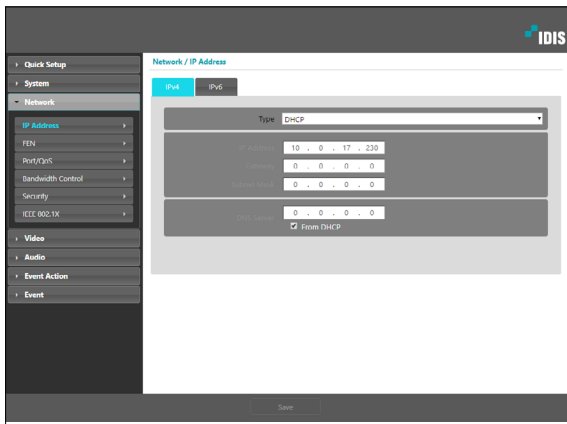 IDIS
Quick Setup
System
Network
IP Address
FEN
Port/QoS
Bandwidth Control
Security
IEEE 802.1X
Video
Audio
Event Action
Event
Network / IP Address
IPv4 IPv6
Type DHCP
IP Address 10 . 0 . 17 . 230
Gateway 0 . 0 . 0 . 0
Subnet Mask 0 . 0 . 0 . 0
DNS Server 0 . 0 . 0 . 0
From DHCP
Save